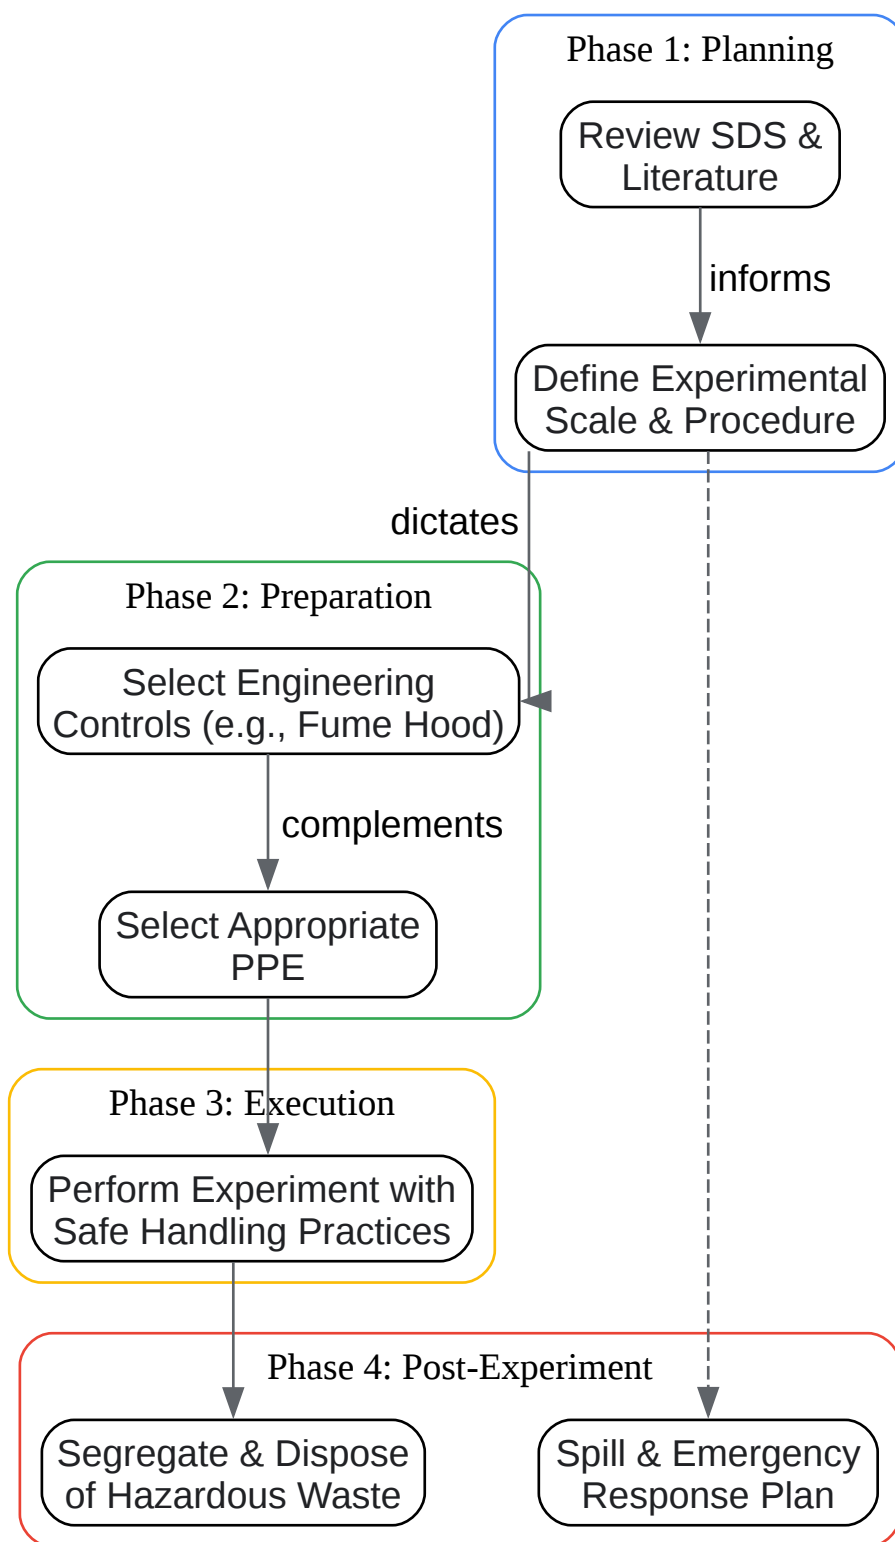 Phase 1: Planning
Review SDS &
Literature
informs
Define Experimental
Scale & Procedure
dictates
Phase 2: Preparation
Select Engineering
Controls (e.g., Fume Hood)
complements
Select Appropriate
PPE
Phase 3: Execution
Perform Experiment with
Safe Handling Practices
Phase 4: Post-Experiment
Segregate & Dispose
of Hazardous Waste
Spill & Emergency
Response Plan